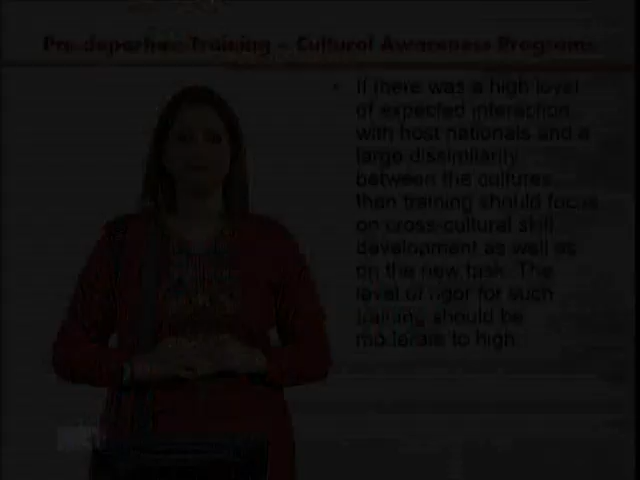 Pre-departure Training – Cultural Awareness Programs
• If there was a high level
of expected interaction
with host nationals and a
large dissimilarity
between the cultures,
then training should focus
on cross-cultural skill
development as well as
on the new task. The
level of rigor for such
training should be
moderate to high.